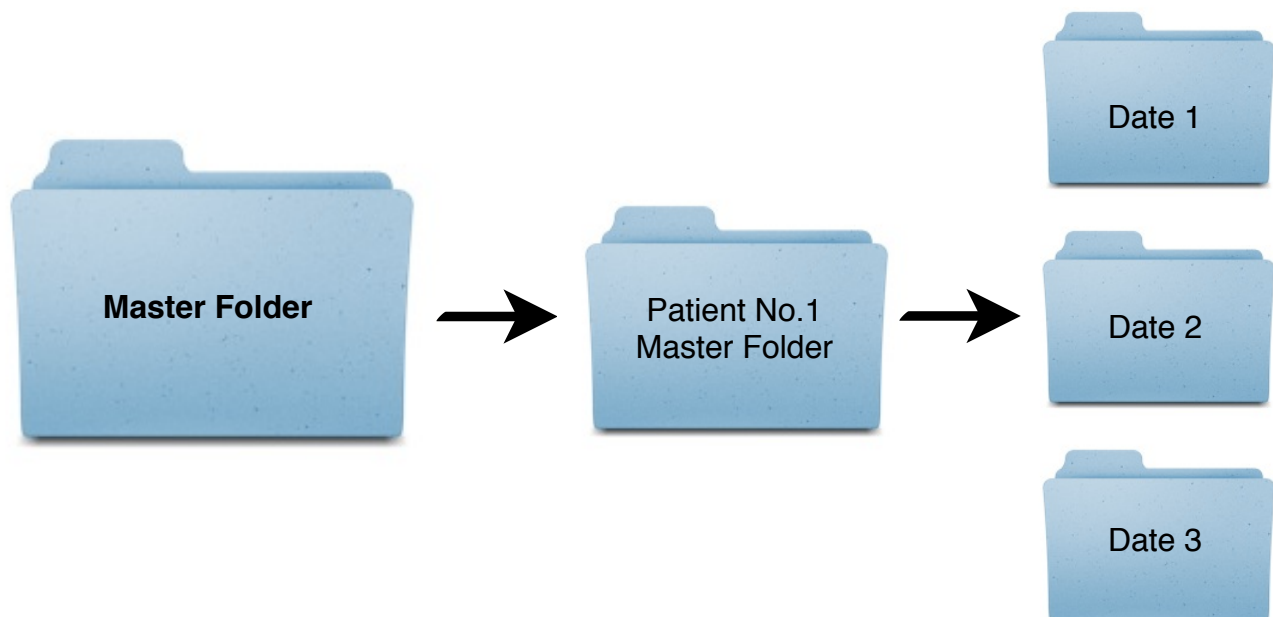 Master Folder
Patient No.1
Master Folder
Date 1
Date 2
Date 3